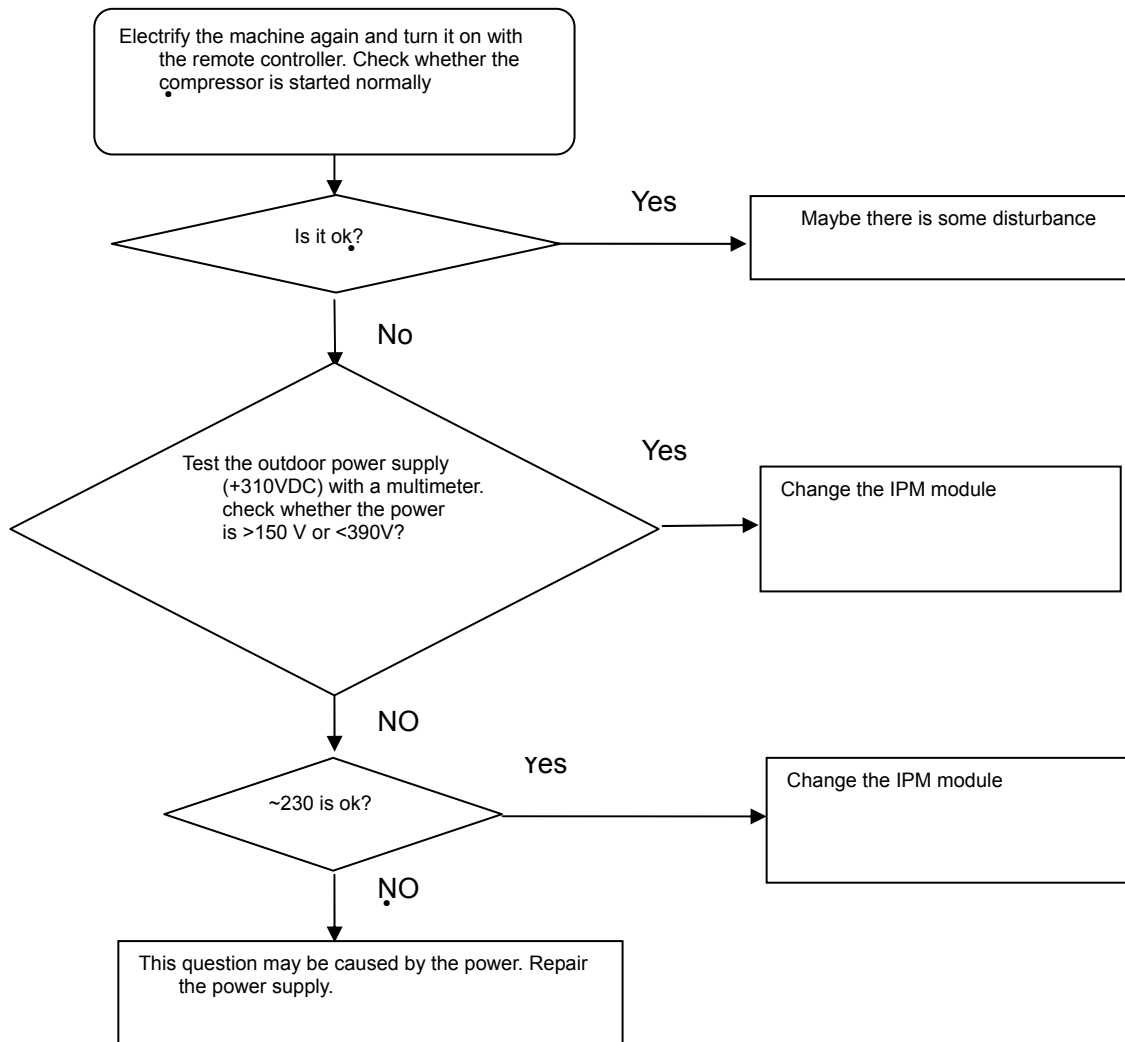 Electrify the machine again and turn it on with
the remote controller. Check whether the
compressor is started normally
Yes
Is it ok?
Maybe there is some disturbance
No
Yes
Test the outdoor power supply
(+310VDC) with a multimeter.
check whether the power
is >150 V or <390V?
Change the IPM module
NO
Yes
~230 is ok?
Change the IPM module
NO
This question may be caused by the power. Repair
the power supply.